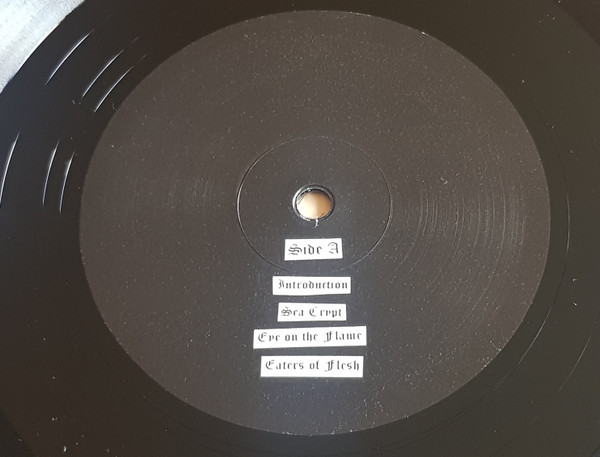 Side A
Introduction
Sea Crypt
Eye on the Flame
Eaters of Flesh